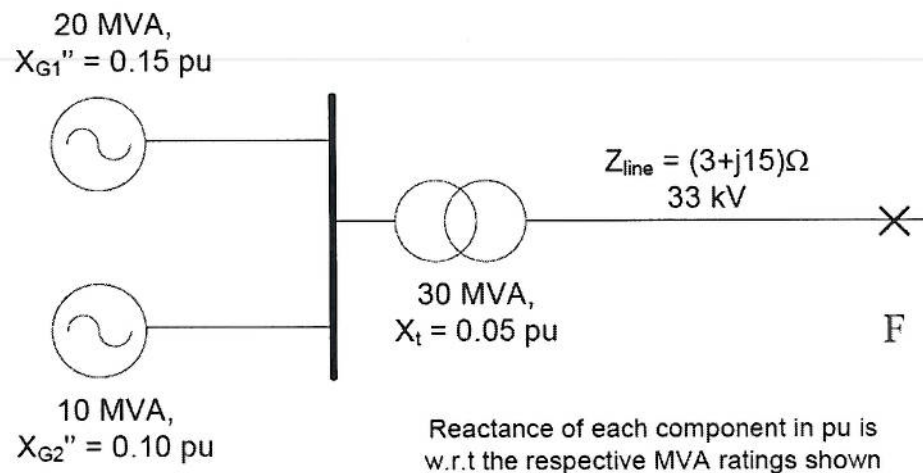 20 MVA,
X_G1" = 0.15 pu
Z_line = (3+j15)Ω
33 kV
30 MVA,
X_t = 0.05 pu
F
10 MVA,
X_G2" = 0.10 pu
Reactance of each component in pu is
w.r.t the respective MVA ratings shown